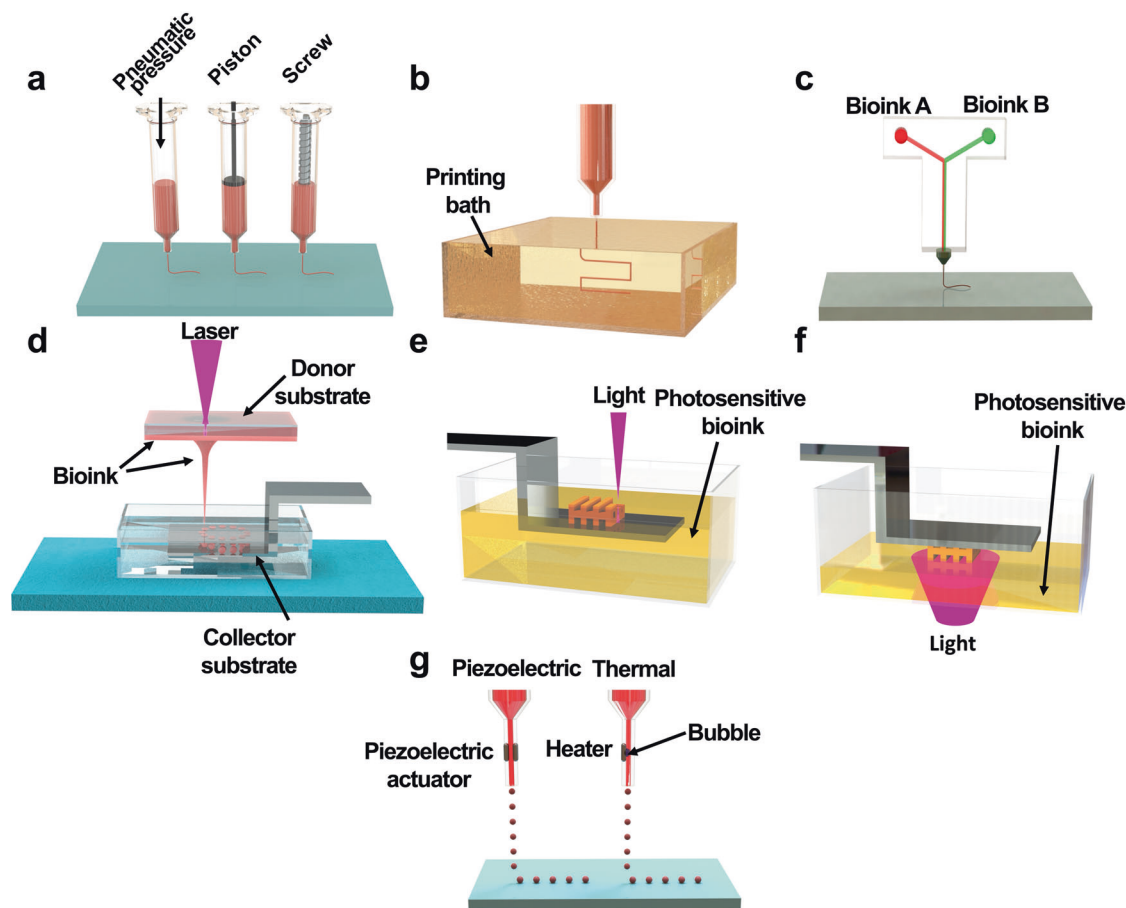 a
Pneumatic
pressure
Piston
Screw
b
Printing
bath
c
Bioink A
Bioink B
d
Laser
Donor
substrate
Bioink
Collector
substrate
e
Light
Photosensitive
bioink
f
Photosensitive
bioink
Light
g
Piezoelectric
Thermal
Piezoelectric
actuator
Heater
Bubble